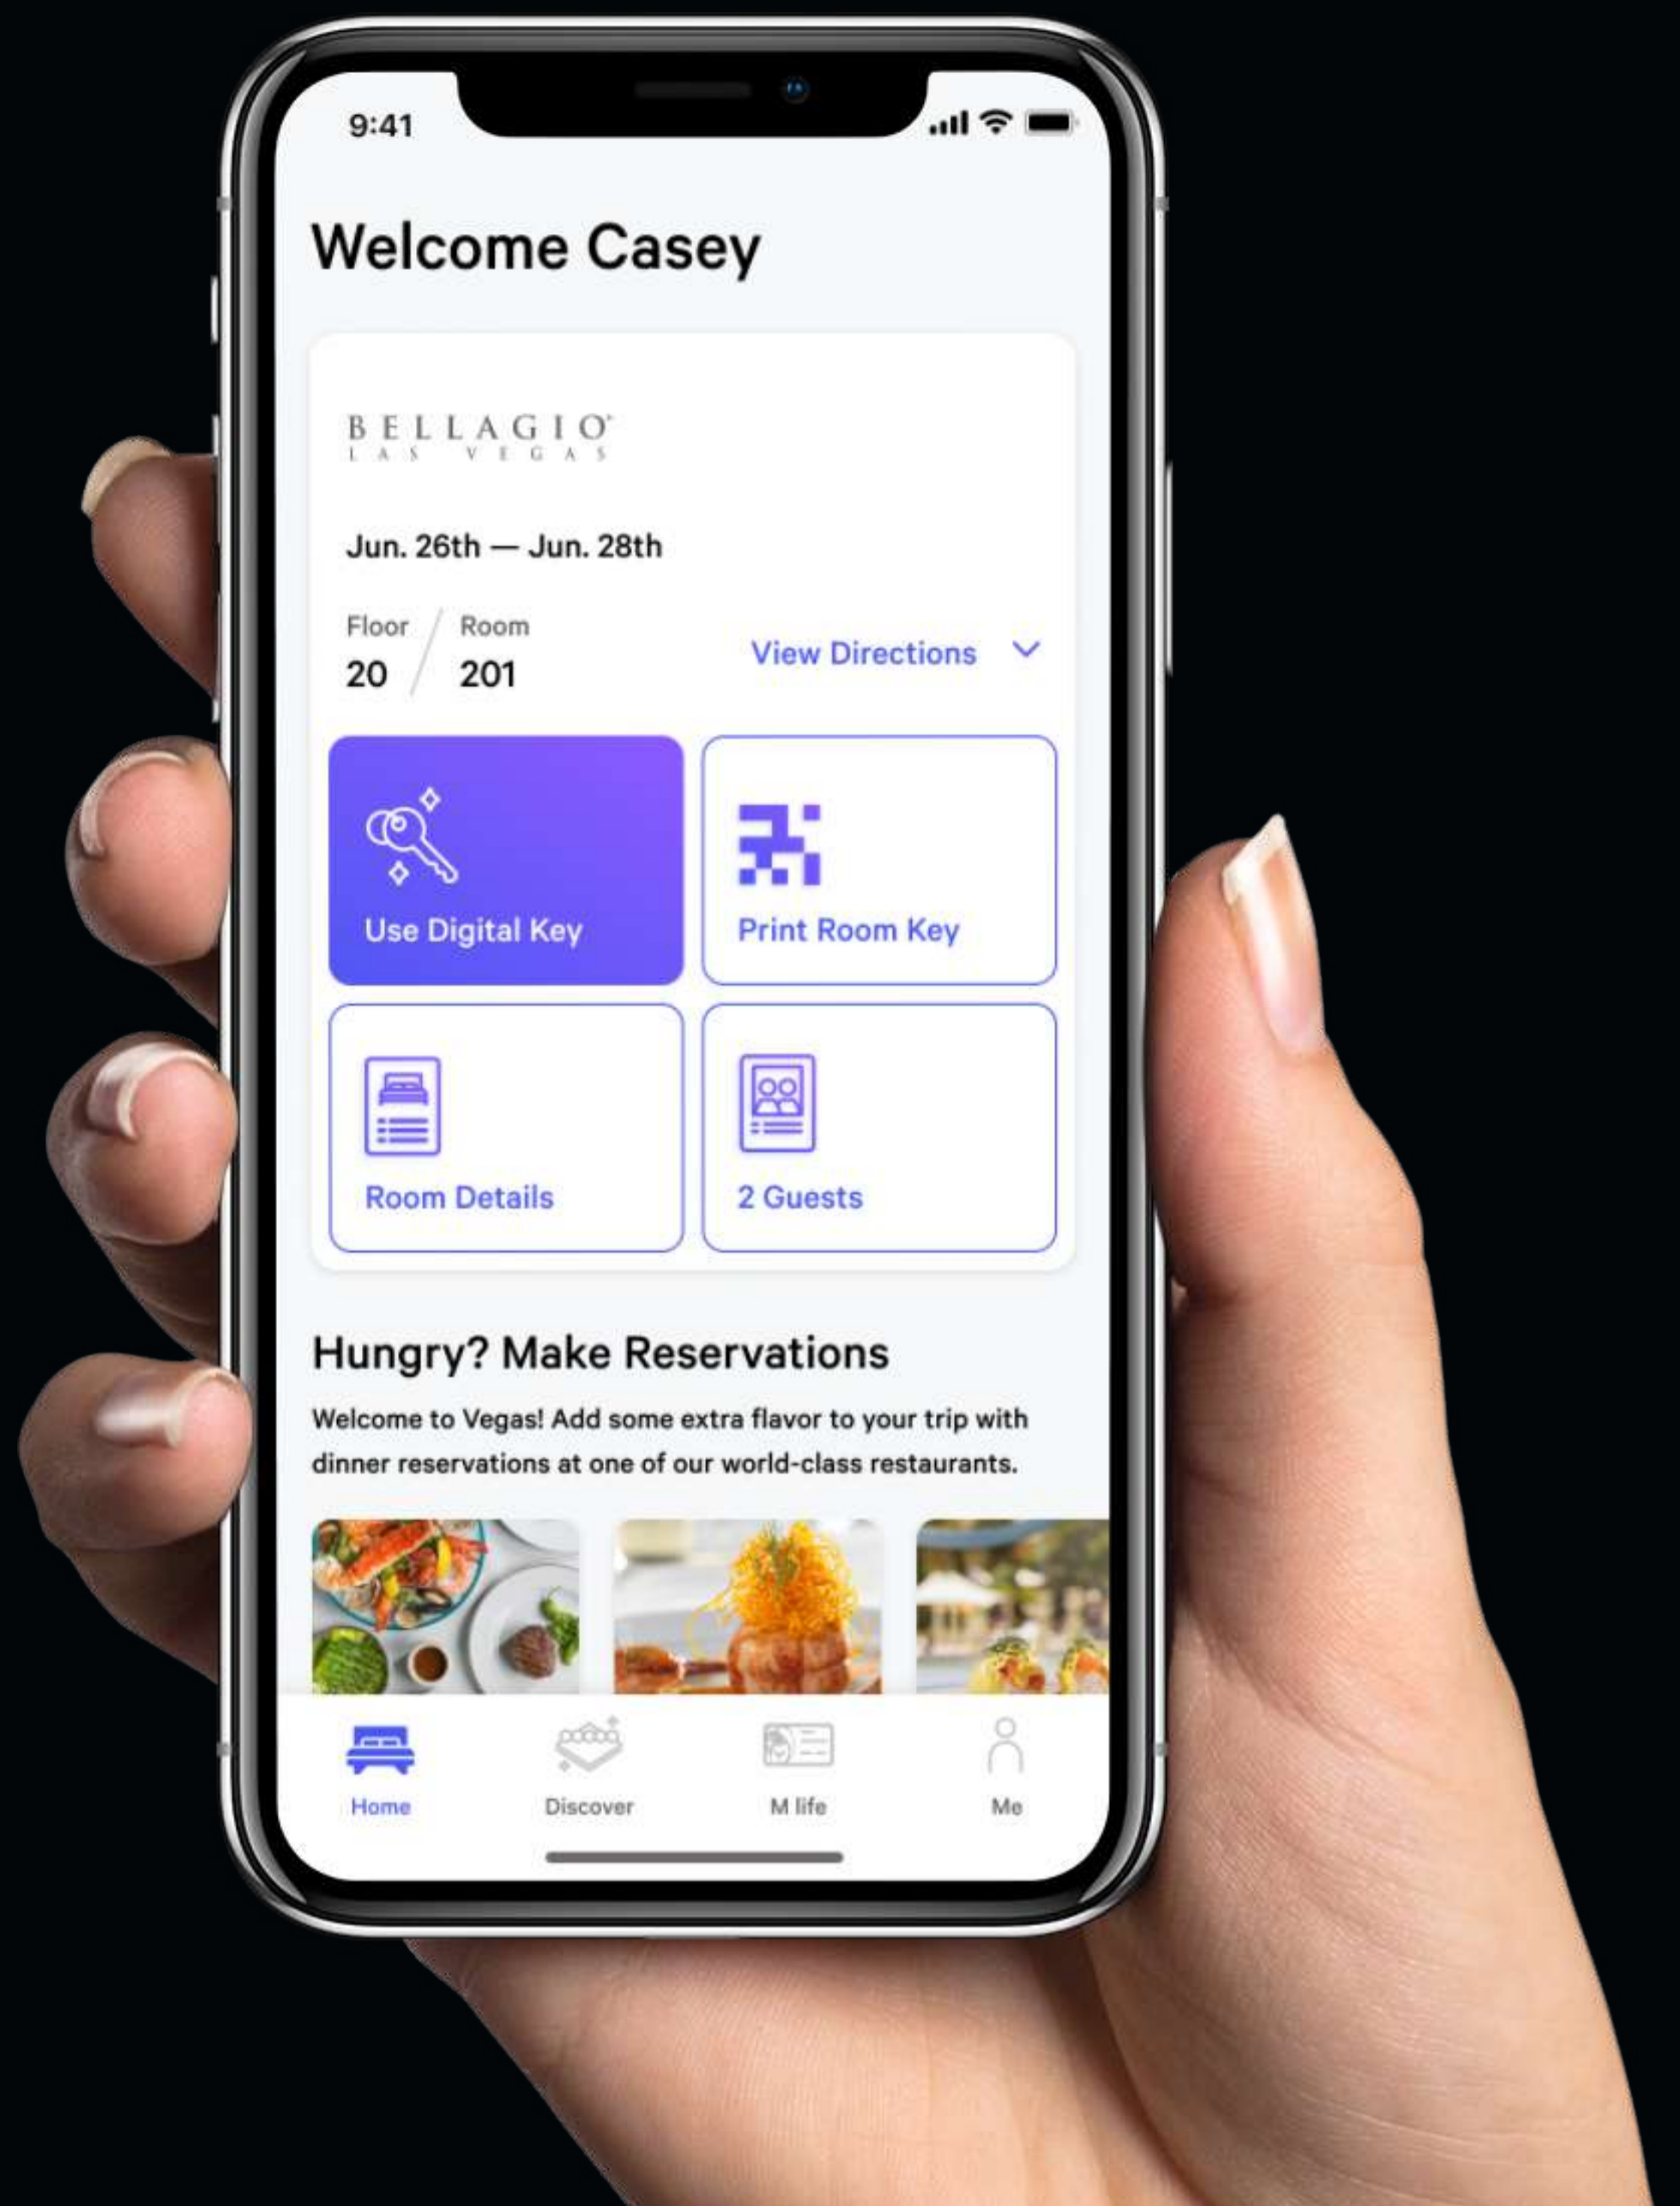 9:41
Welcome Casey
BELLAGIO
LAS VEGAS
Jun. 26th — Jun. 28th
Floor
20
Room
201
View Directions
Use Digital Key
Print Room Key
Room Details
2 Guests
Hungry? Make Reservations
Welcome to Vegas! Add some extra flavor to your trip with
dinner reservations at one of our world-class restaurants.
Home
Discover
M life
Me